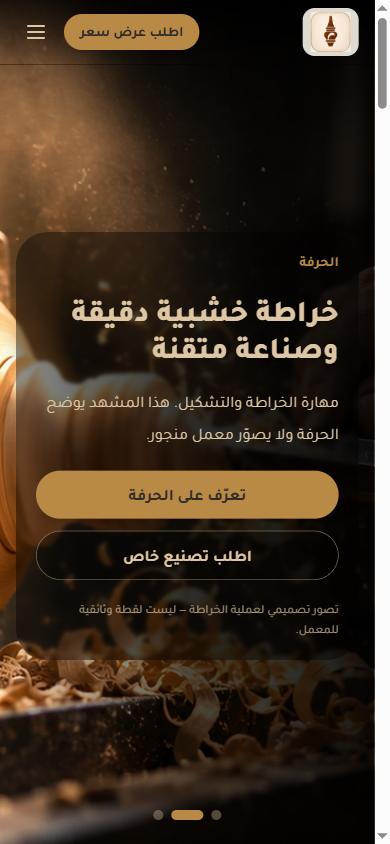 اطلب عرض سعر
الحرفة
خراطة خشبية دقيقة
وصناعة متقنة
مهارة الخراطة والتشكيل. هذا المشهد يوضح
الحرفة ولا يصوّر معمل منجور.
تعرّف على الحرفة
اطلب تصنيع خاص
تصور تصميمي لعملية الخراطة — ليست لقطة وثائقية
للمعمل.